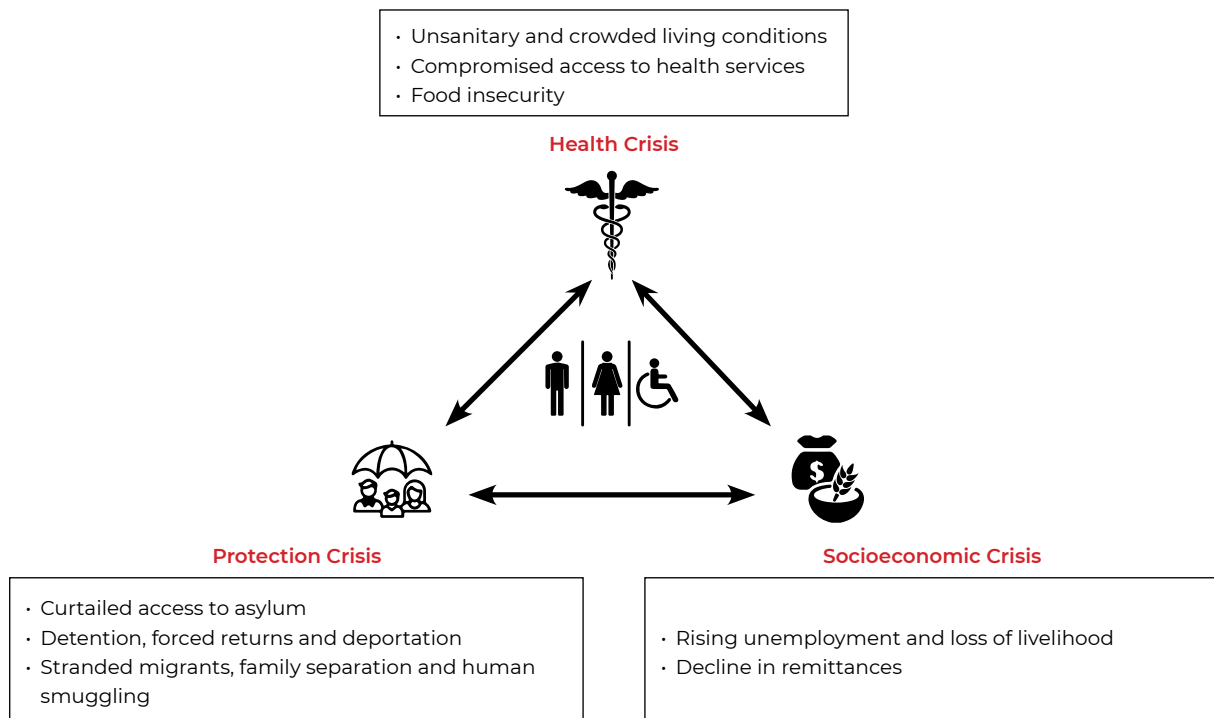 · Unsanitary and crowded living conditions
· Compromised access to health services
· Food insecurity
Health Crisis
$
Protection Crisis
· Curtailed access to asylum
· Detention, forced returns and deportation
· Stranded migrants, family separation and human
smuggling
Socioeconomic Crisis
· Rising unemployment and loss of livelihood
· Decline in remittances